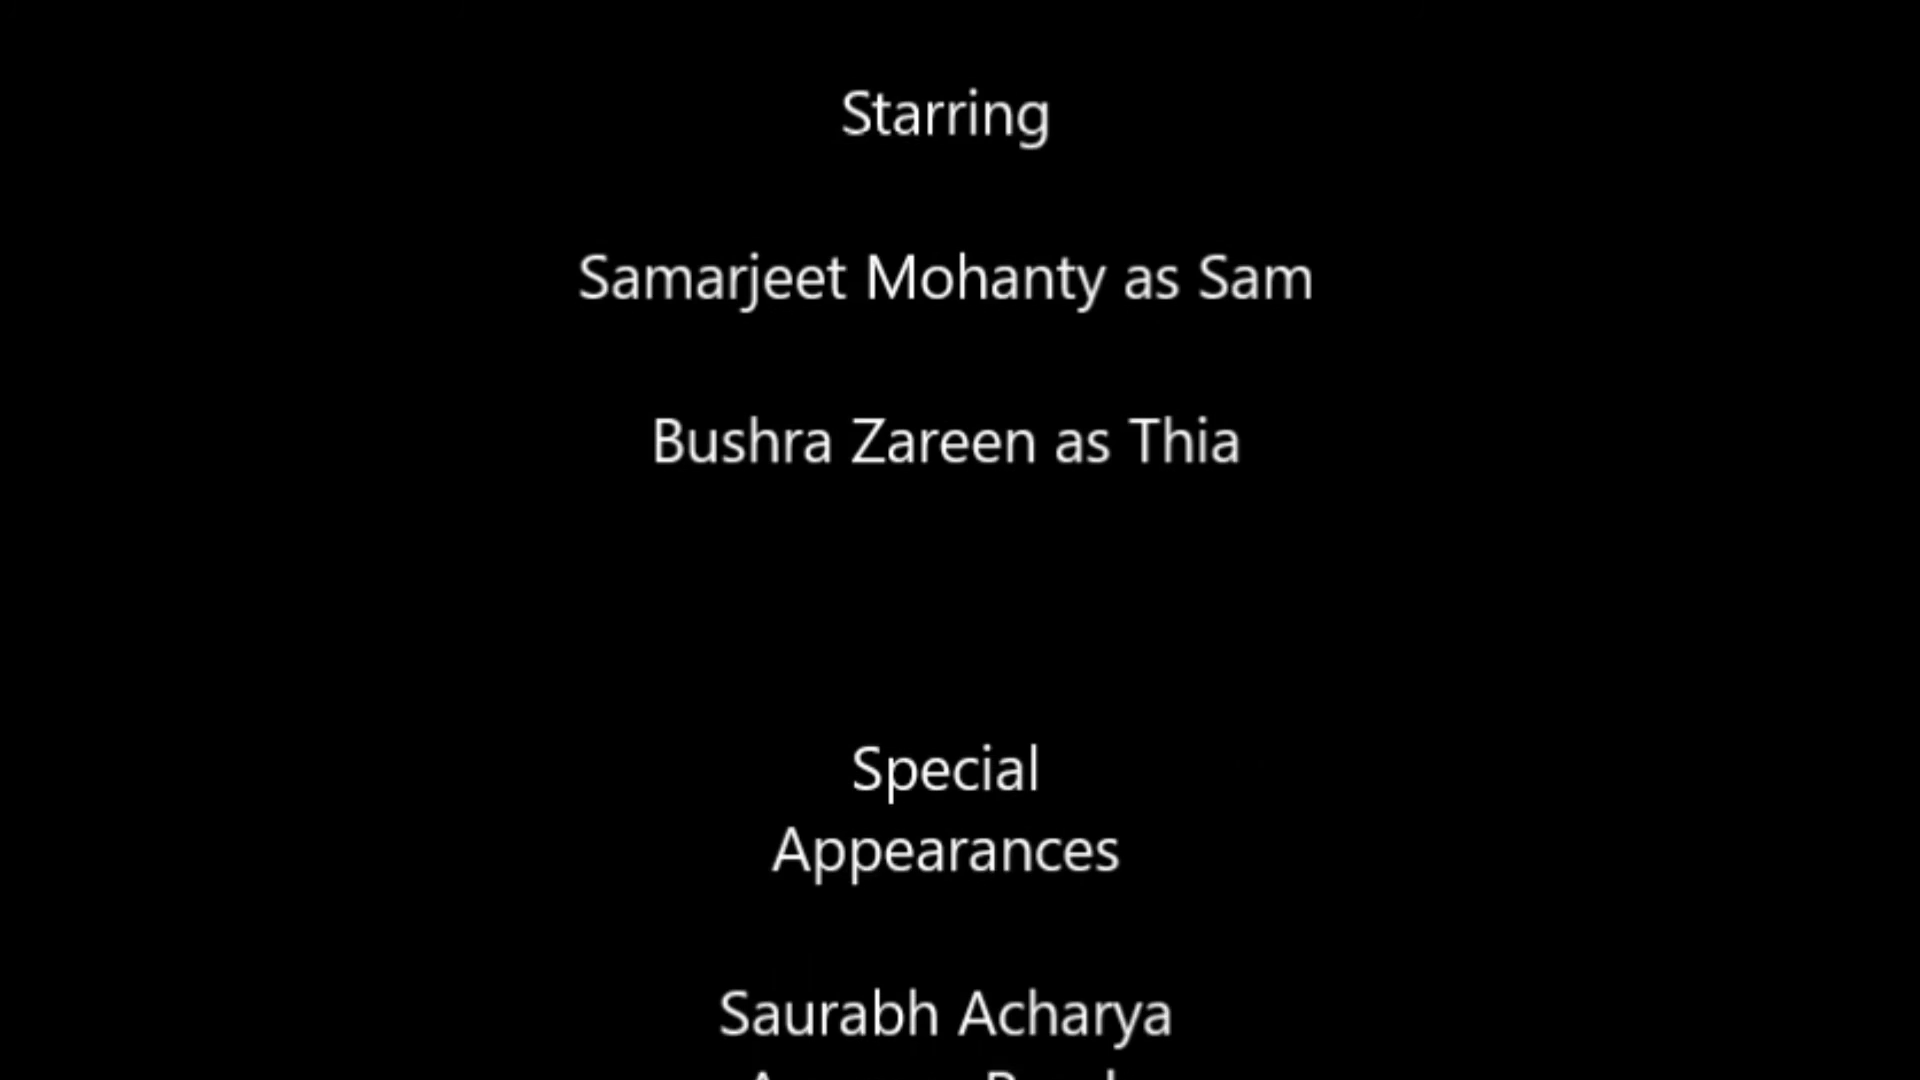 Starring
Samarjeet Mohanty as Sam
Bushra Zareen as Thia
Special
Appearances
Saurabh Acharya